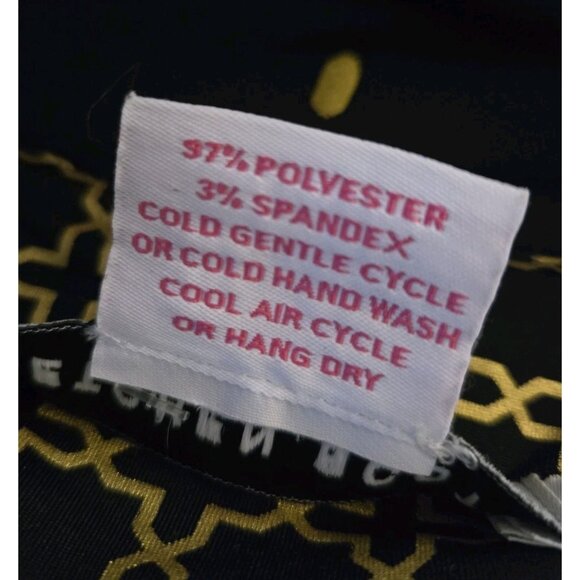 97% POLYESTER
3% SPANDEX
COLD GENTLE CYCLE
OR COLD HAND WASH
COOL AIR CYCLE
OR HANG DRY